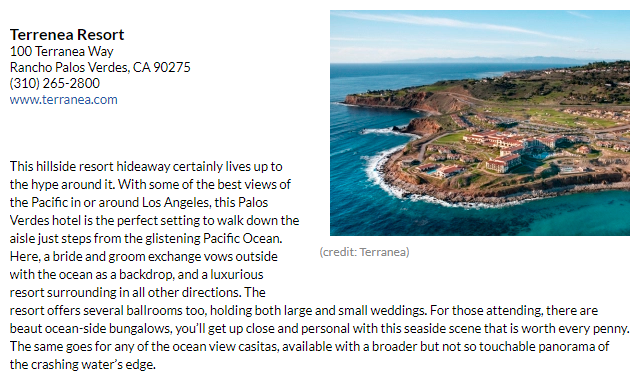 Terrenea Resort
100 Terranea Way
Rancho Palos Verdes, CA 90275
(310) 265-2800
www.terranea.com
This hillside resort hideaway certainly lives up to
the hype around it. With some of the best views of
the Pacific in or around Los Angeles, this Palos
Verdes hotel is the perfect setting to walk down the
aisle just steps from the glistening Pacific Ocean.
(credit: Terranea)
Here, a bride and groom exchange vows outside
with the ocean as a backdrop, and a luxurious
resort surrounding in all other directions. The
resort offers several ballrooms too, holding both large and small weddings. For those attending, there are
beaut ocean-side bungalows, you'll get up close and personal with this seaside scene that is worth every penny.
The same goes for any of the ocean view casitas, available with a broader but not so touchable panorama of
the crashing water's edge.